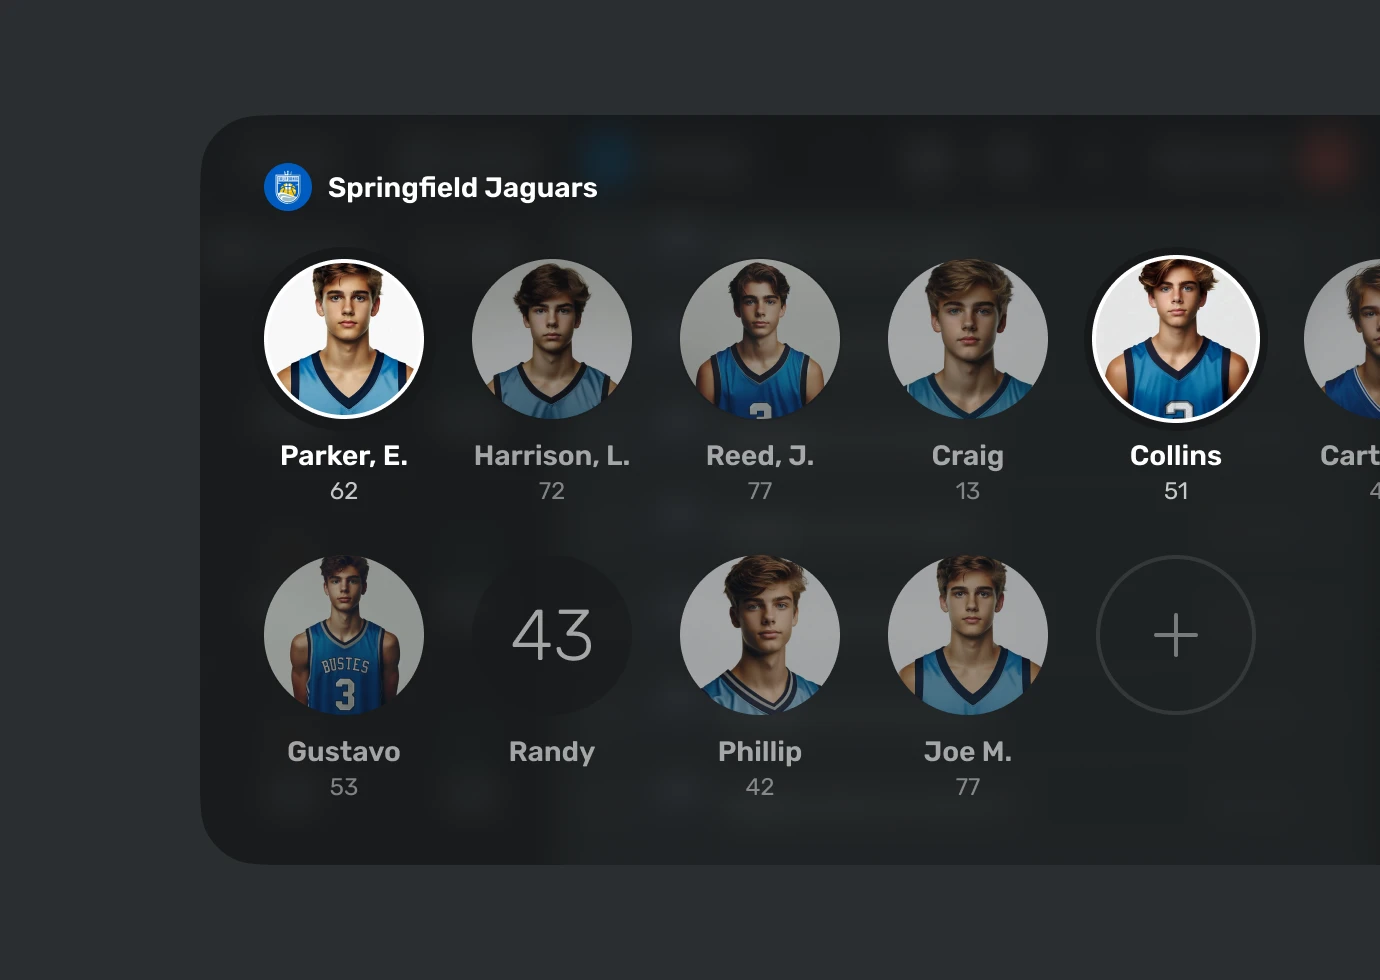 Springfield Jaguars
Parker, E.
62
Harrison, L.
72
Reed, J.
77
Craig
13
Collins
51
Cart
4
BUSTES
3
Gustavo
53
43
Randy
Phillip
42
Joe M.
77